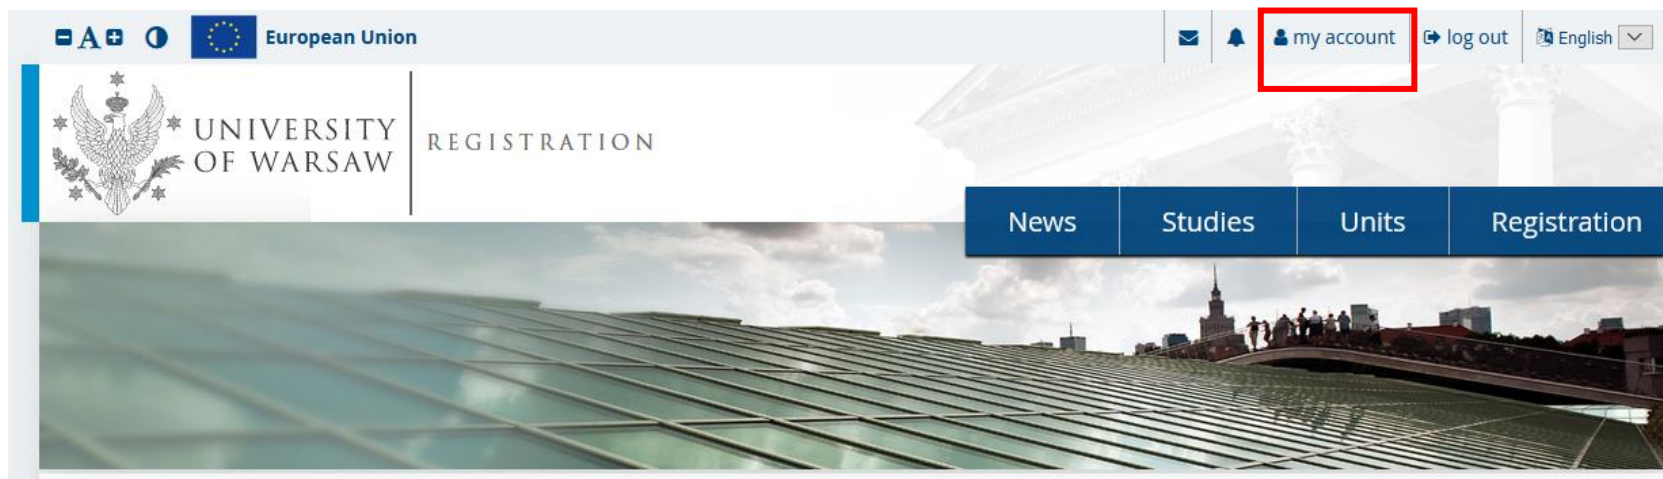 A European Union my account log out English
UNIVERSITY
OF WARSAW
REGISTRATION
News Studies Units Registration